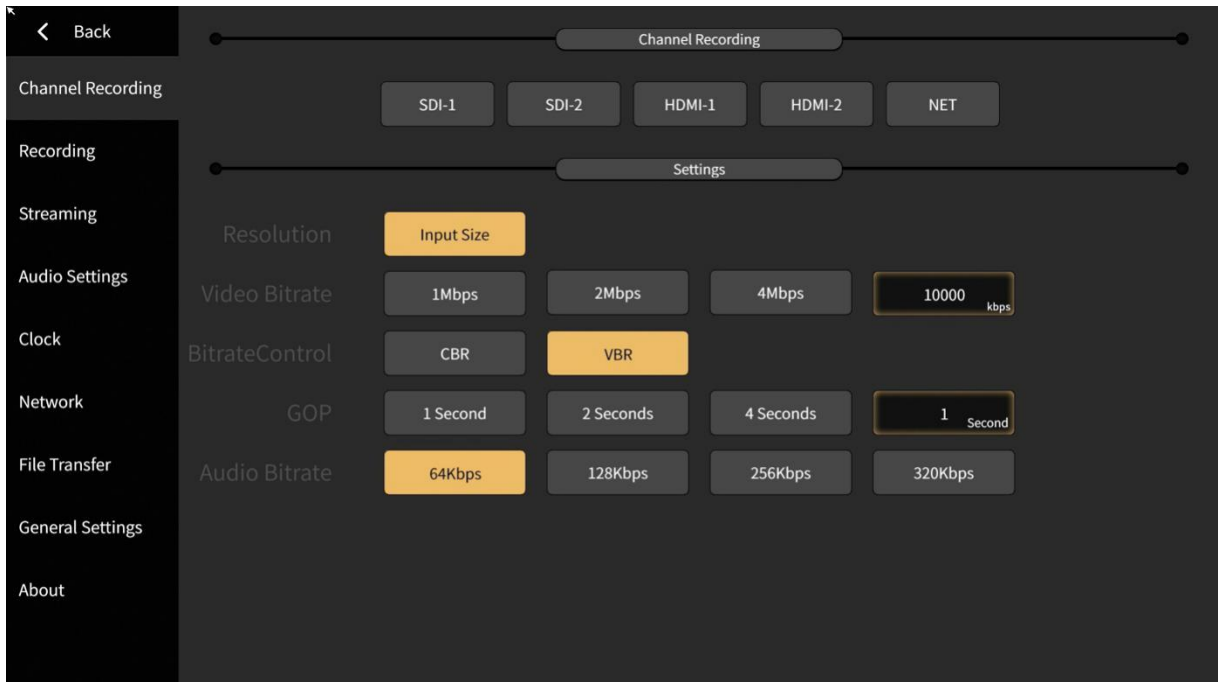 Back
Channel Recording
Recording
Streaming
Audio Settings
Clock
Network
File Transfer
General Settings
About
Channel Recording
SDI-1 SDI-2 HDMI-1 HDMI-2 NET
Settings
Resolution Input Size
Video Bitrate 1Mbps 2Mbps 4Mbps 10000 kbps
BitrateControl CBR VBR
GOP 1 Second 2 Seconds 4 Seconds 1 Second
Audio Bitrate 64Kbps 128Kbps 256Kbps 320Kbps